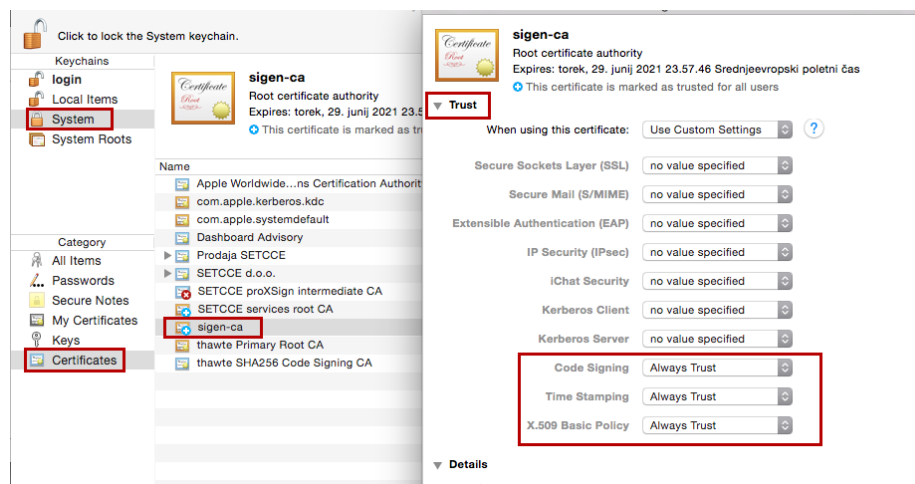 Click to lock the System keychain.
Keychains
login
Local Items
System
System Roots
Category
All Items
Passwords
Secure Notes
My Certificates
Keys
Certificates
Certificate
Root
sigen-ca
Root certificate authority
Expires: torek, 29. junij 2021 23.5
This certificate is marked as tr
Name
Apple Worldwide...ns Certification Authorit
com.apple.kerberos.kdc
com.apple.systemdefault
Dashboard Advisory
Prodaja SETCCE
SETCCE d.o.o.
SETCCE proXSign intermediate CA
SETCCE services root CA
sigen-ca
thawte Primary Root CA
thawte SHA256 Code Signing CA
Certificate
Root
sigen-ca
Root certificate authority
Expires: torek, 29. junij 2021 23.57.46 Srednjeevropski poletni čas
This certificate is marked as trusted for all users
Trust
When using this certificate: Use Custom Settings ?
Secure Sockets Layer (SSL) no value specified
Secure Mail (S/MIME) no value specified
Extensible Authentication (EAP) no value specified
IP Security (IPsec) no value specified
iChat Security no value specified
Kerberos Client no value specified
Kerberos Server no value specified
Code Signing Always Trust
Time Stamping Always Trust
X.509 Basic Policy Always Trust
Details